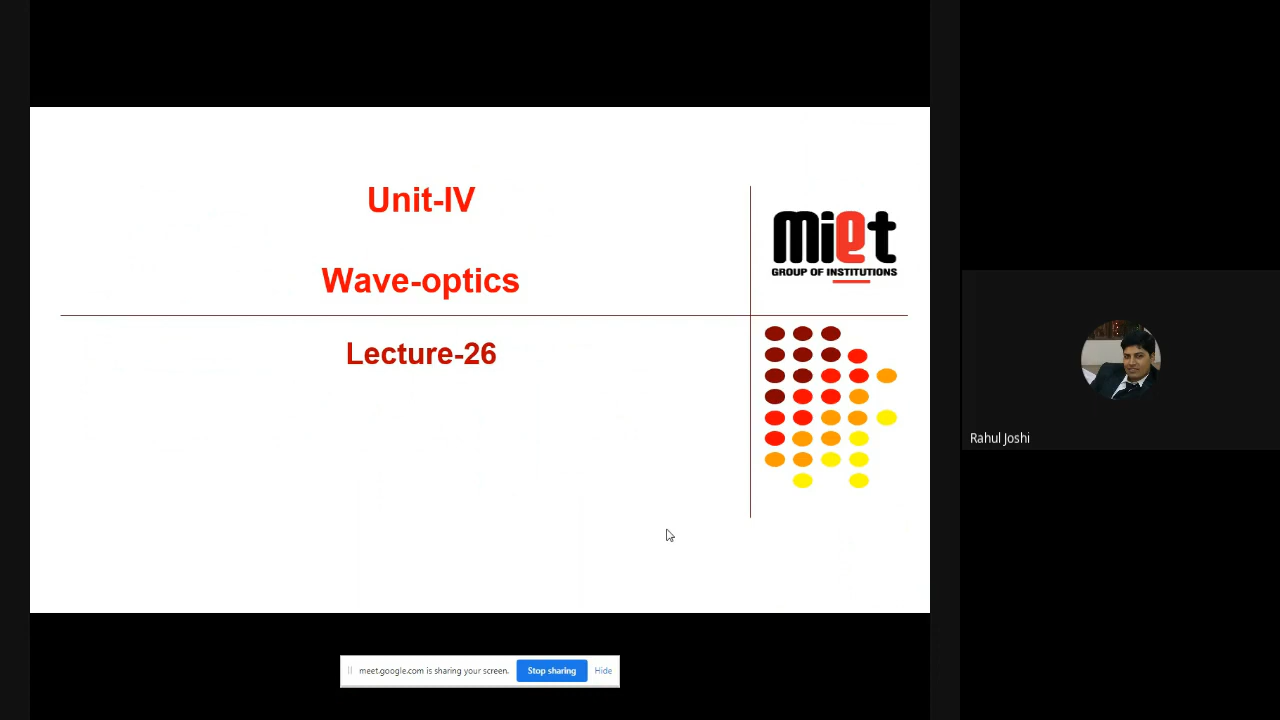 Unit-IV
Wave-optics
Lecture-26
miet
GROUP OF INSTITUTIONS
Rahul Joshi
meet.google.com is sharing your screen.
Stop sharing
Hide